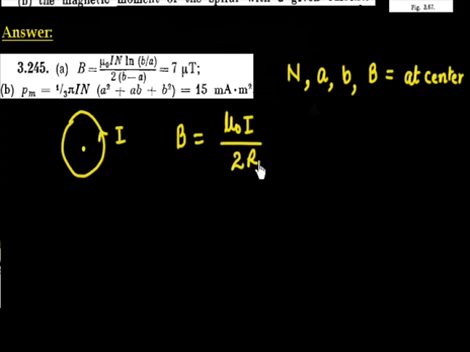 (b) the magnetic moment of the spiral with a given current.
Fig. 3.67.
Answer:
3.245. (a) B = μ₀IN ln (b/a) / 2 (b−a) = 7 μT;
(b) pₘ = ¹/₃πIN (a² + ab + b²) = 15 mA·m².
N, a, b, B = at center
I
B = μ₀I / 2R